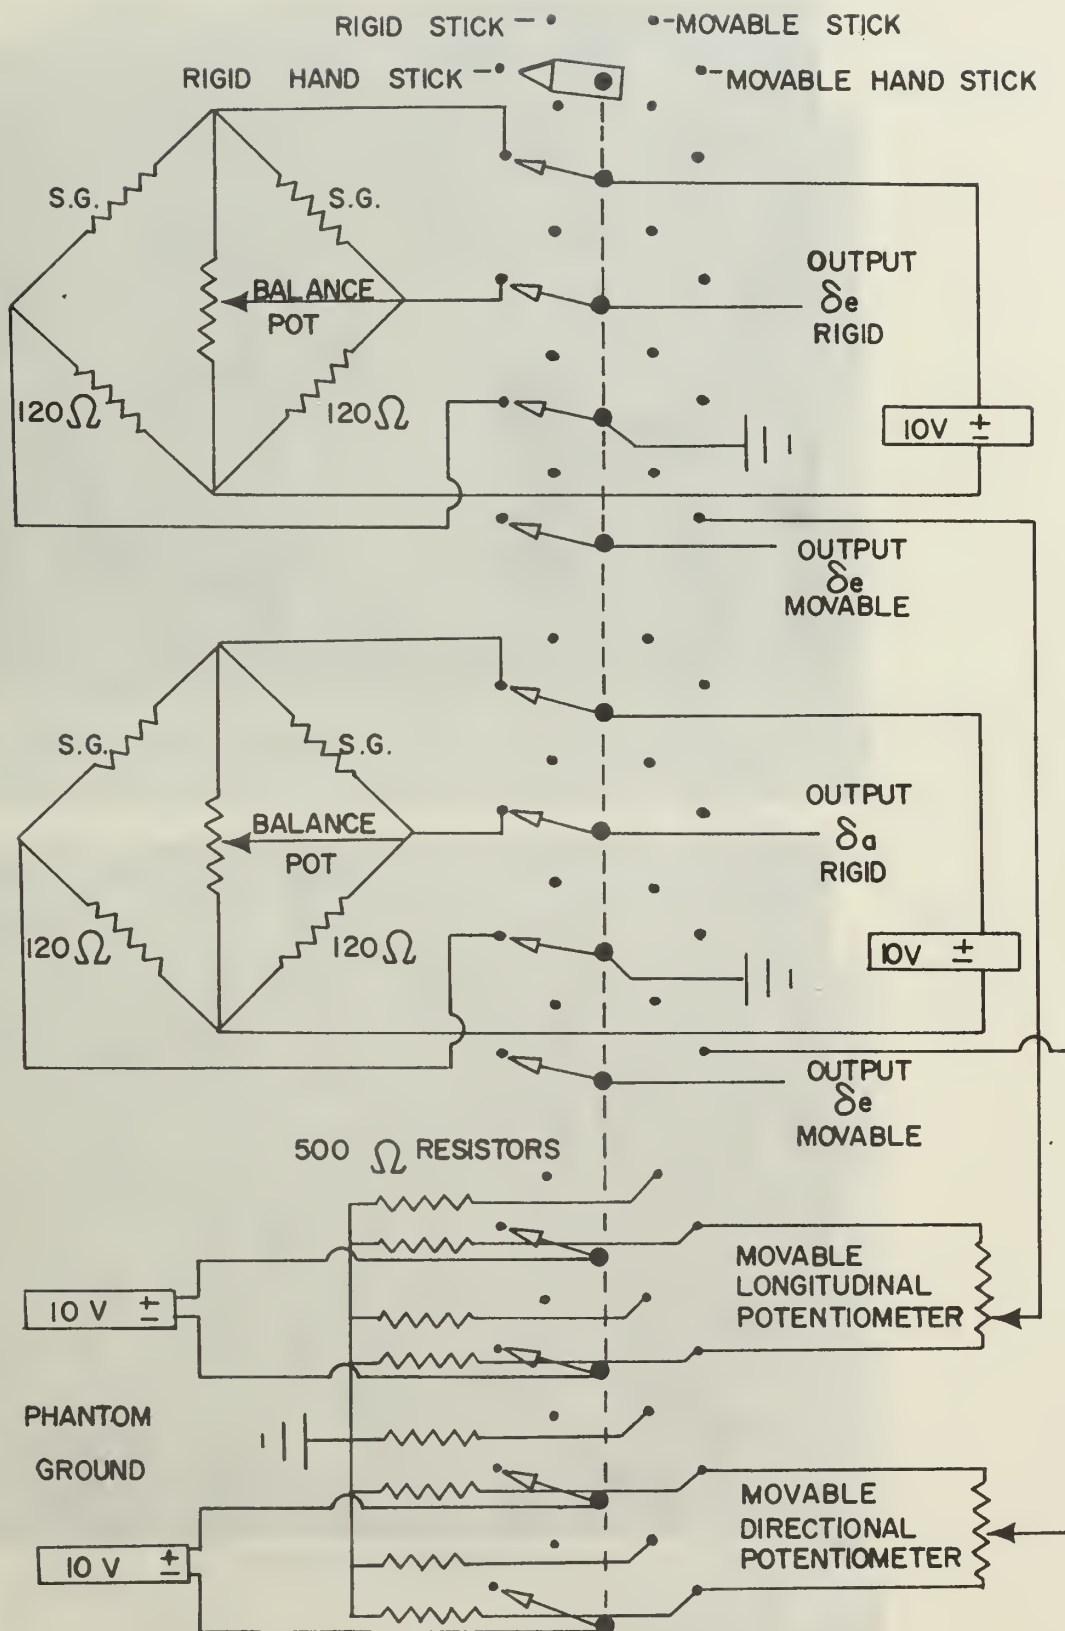 RIGID STICK
MOVABLE STICK
RIGID HAND STICK
MOVABLE HAND STICK
S.G.
S.G.
BALANCE
POT
120Ω
120Ω
OUTPUT
δe
RIGID
10V ±
OUTPUT
δe
MOVABLE
S.G.
S.G.
BALANCE
POT
120Ω
120Ω
OUTPUT
δa
RIGID
10V ±
OUTPUT
δe
MOVABLE
500 Ω RESISTORS
10 V ±
MOVABLE
LONGITUDINAL
POTENTIOMETER
PHANTOM
GROUND
10 V ±
MOVABLE
DIRECTIONAL
POTENTIOMETER